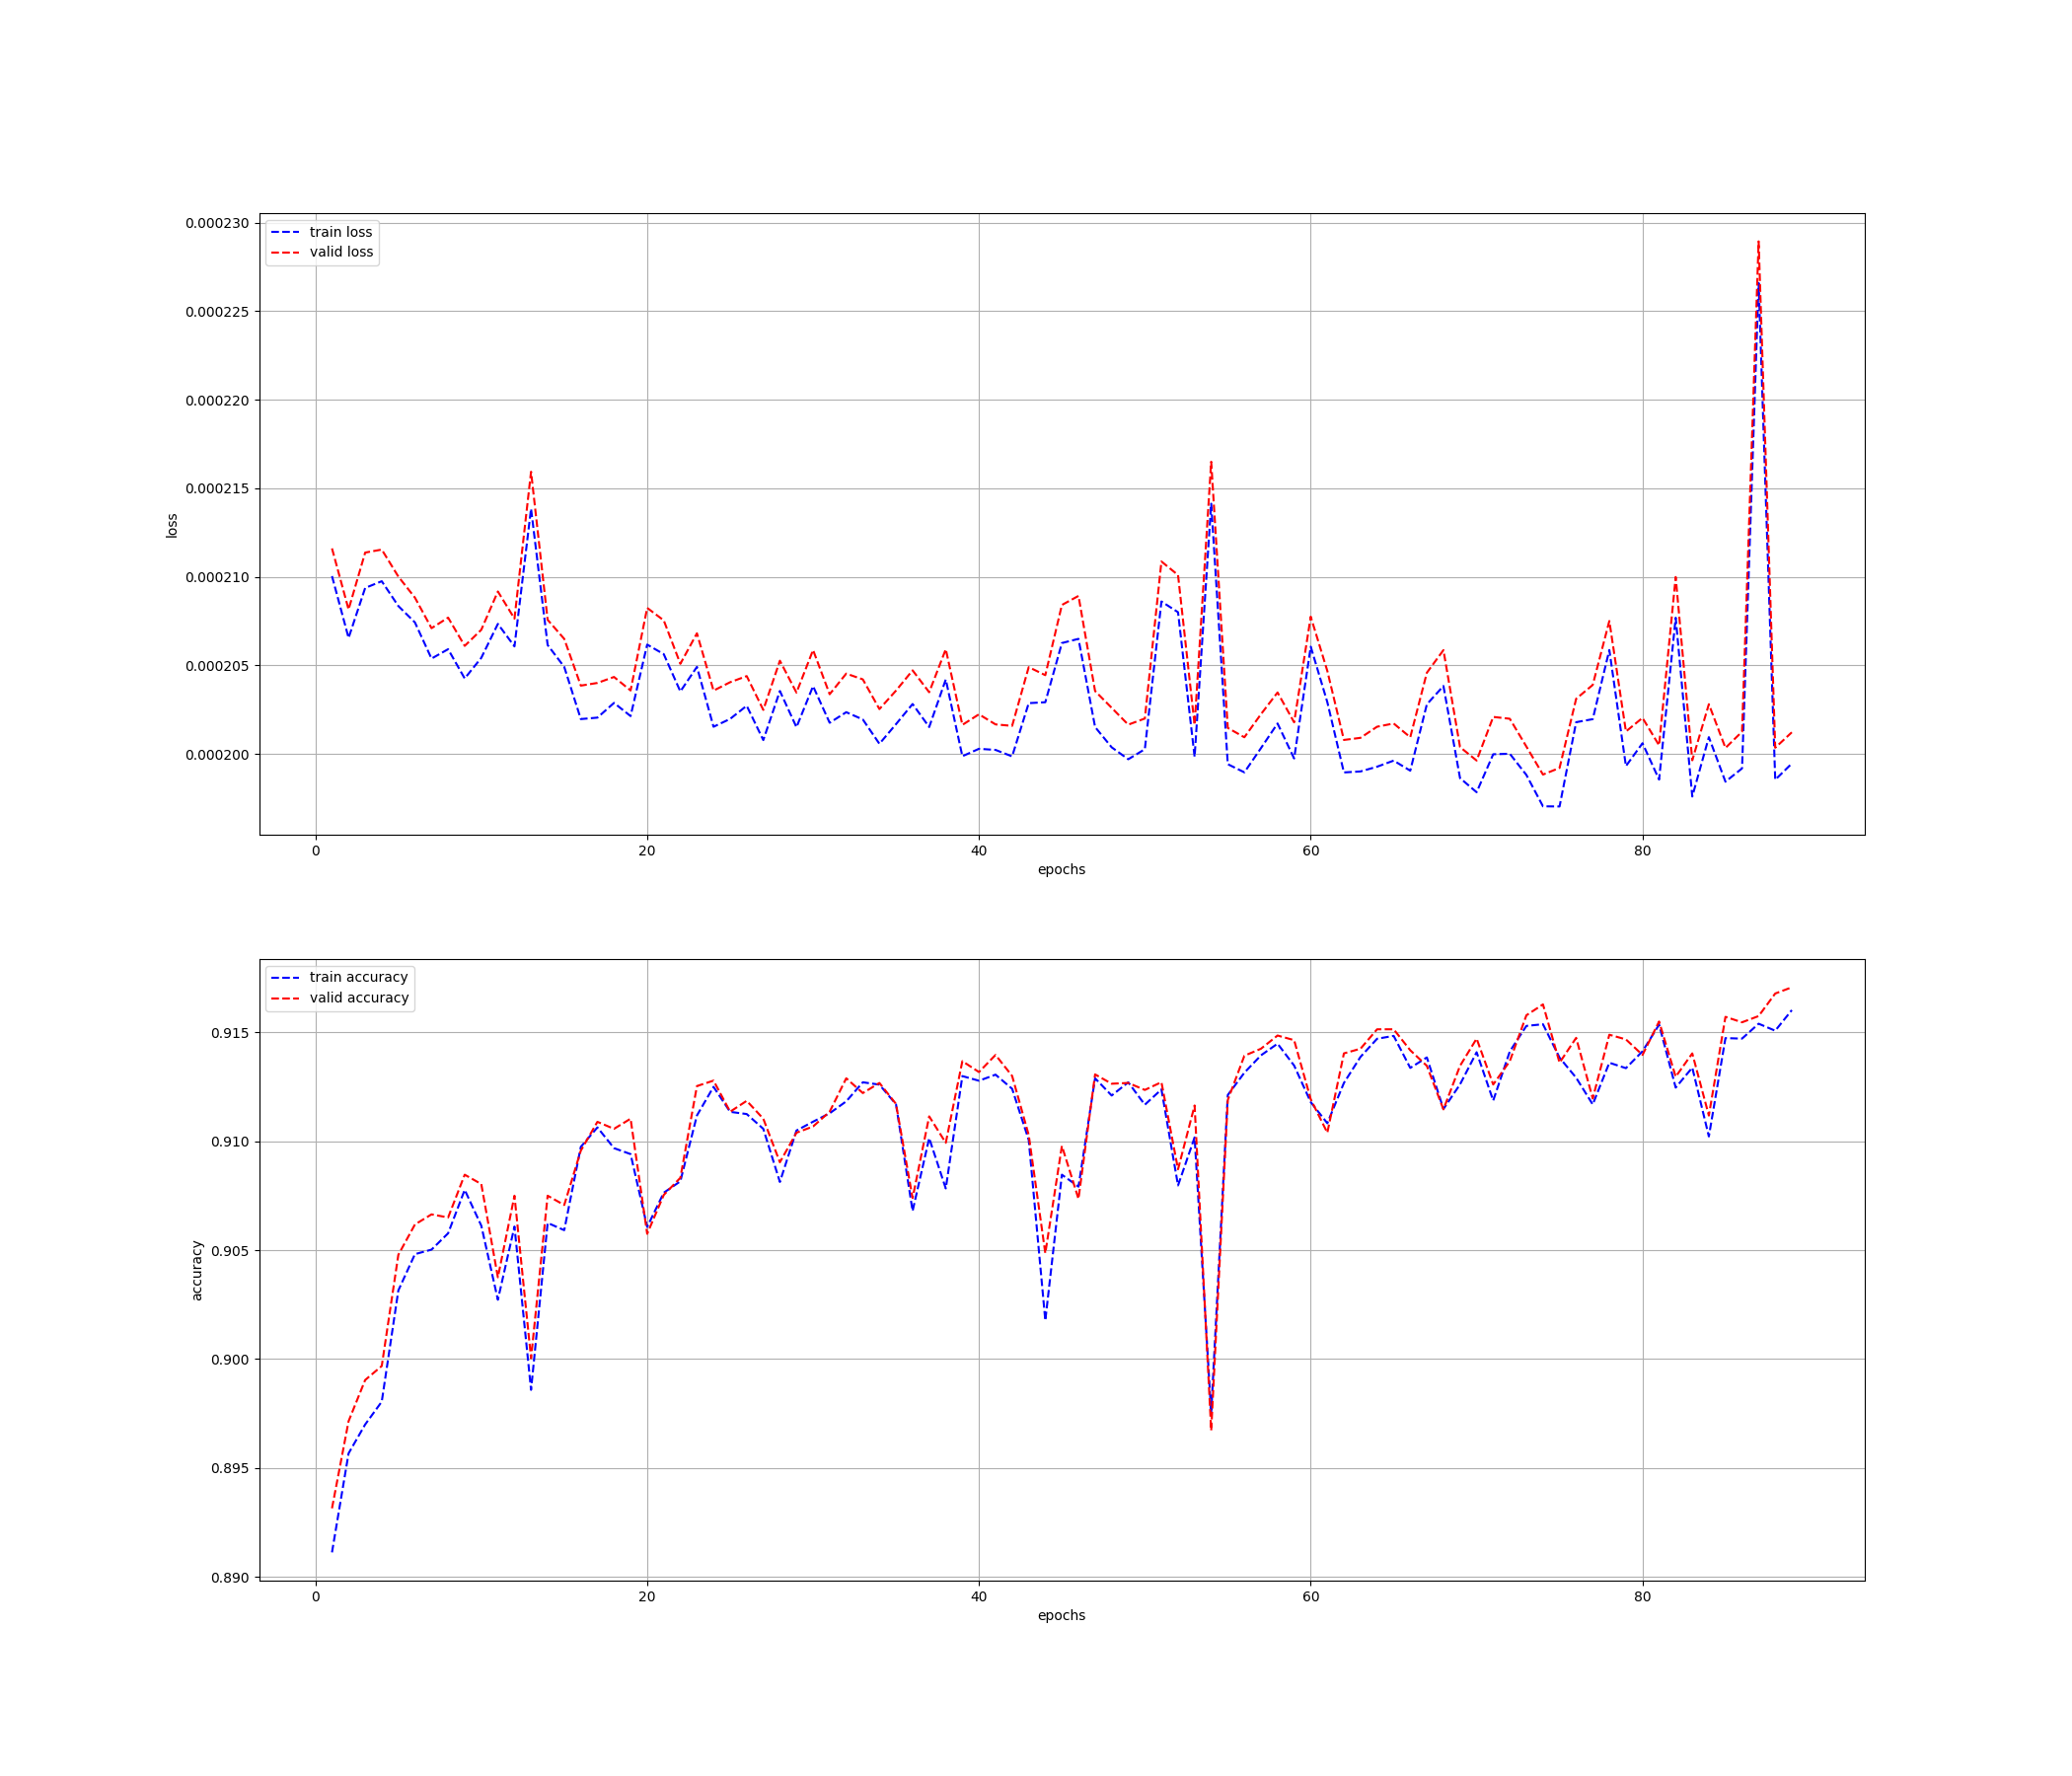 0.000230
0.000225
0.000220
0.000215
0.000210
0.000205
0.000200
loss
train loss
valid loss
0 20 40 60 80
epochs
0.915
0.910
0.905
0.900
0.895
0.890
accuracy
train accuracy
valid accuracy
0 20 40 60 80
epochs